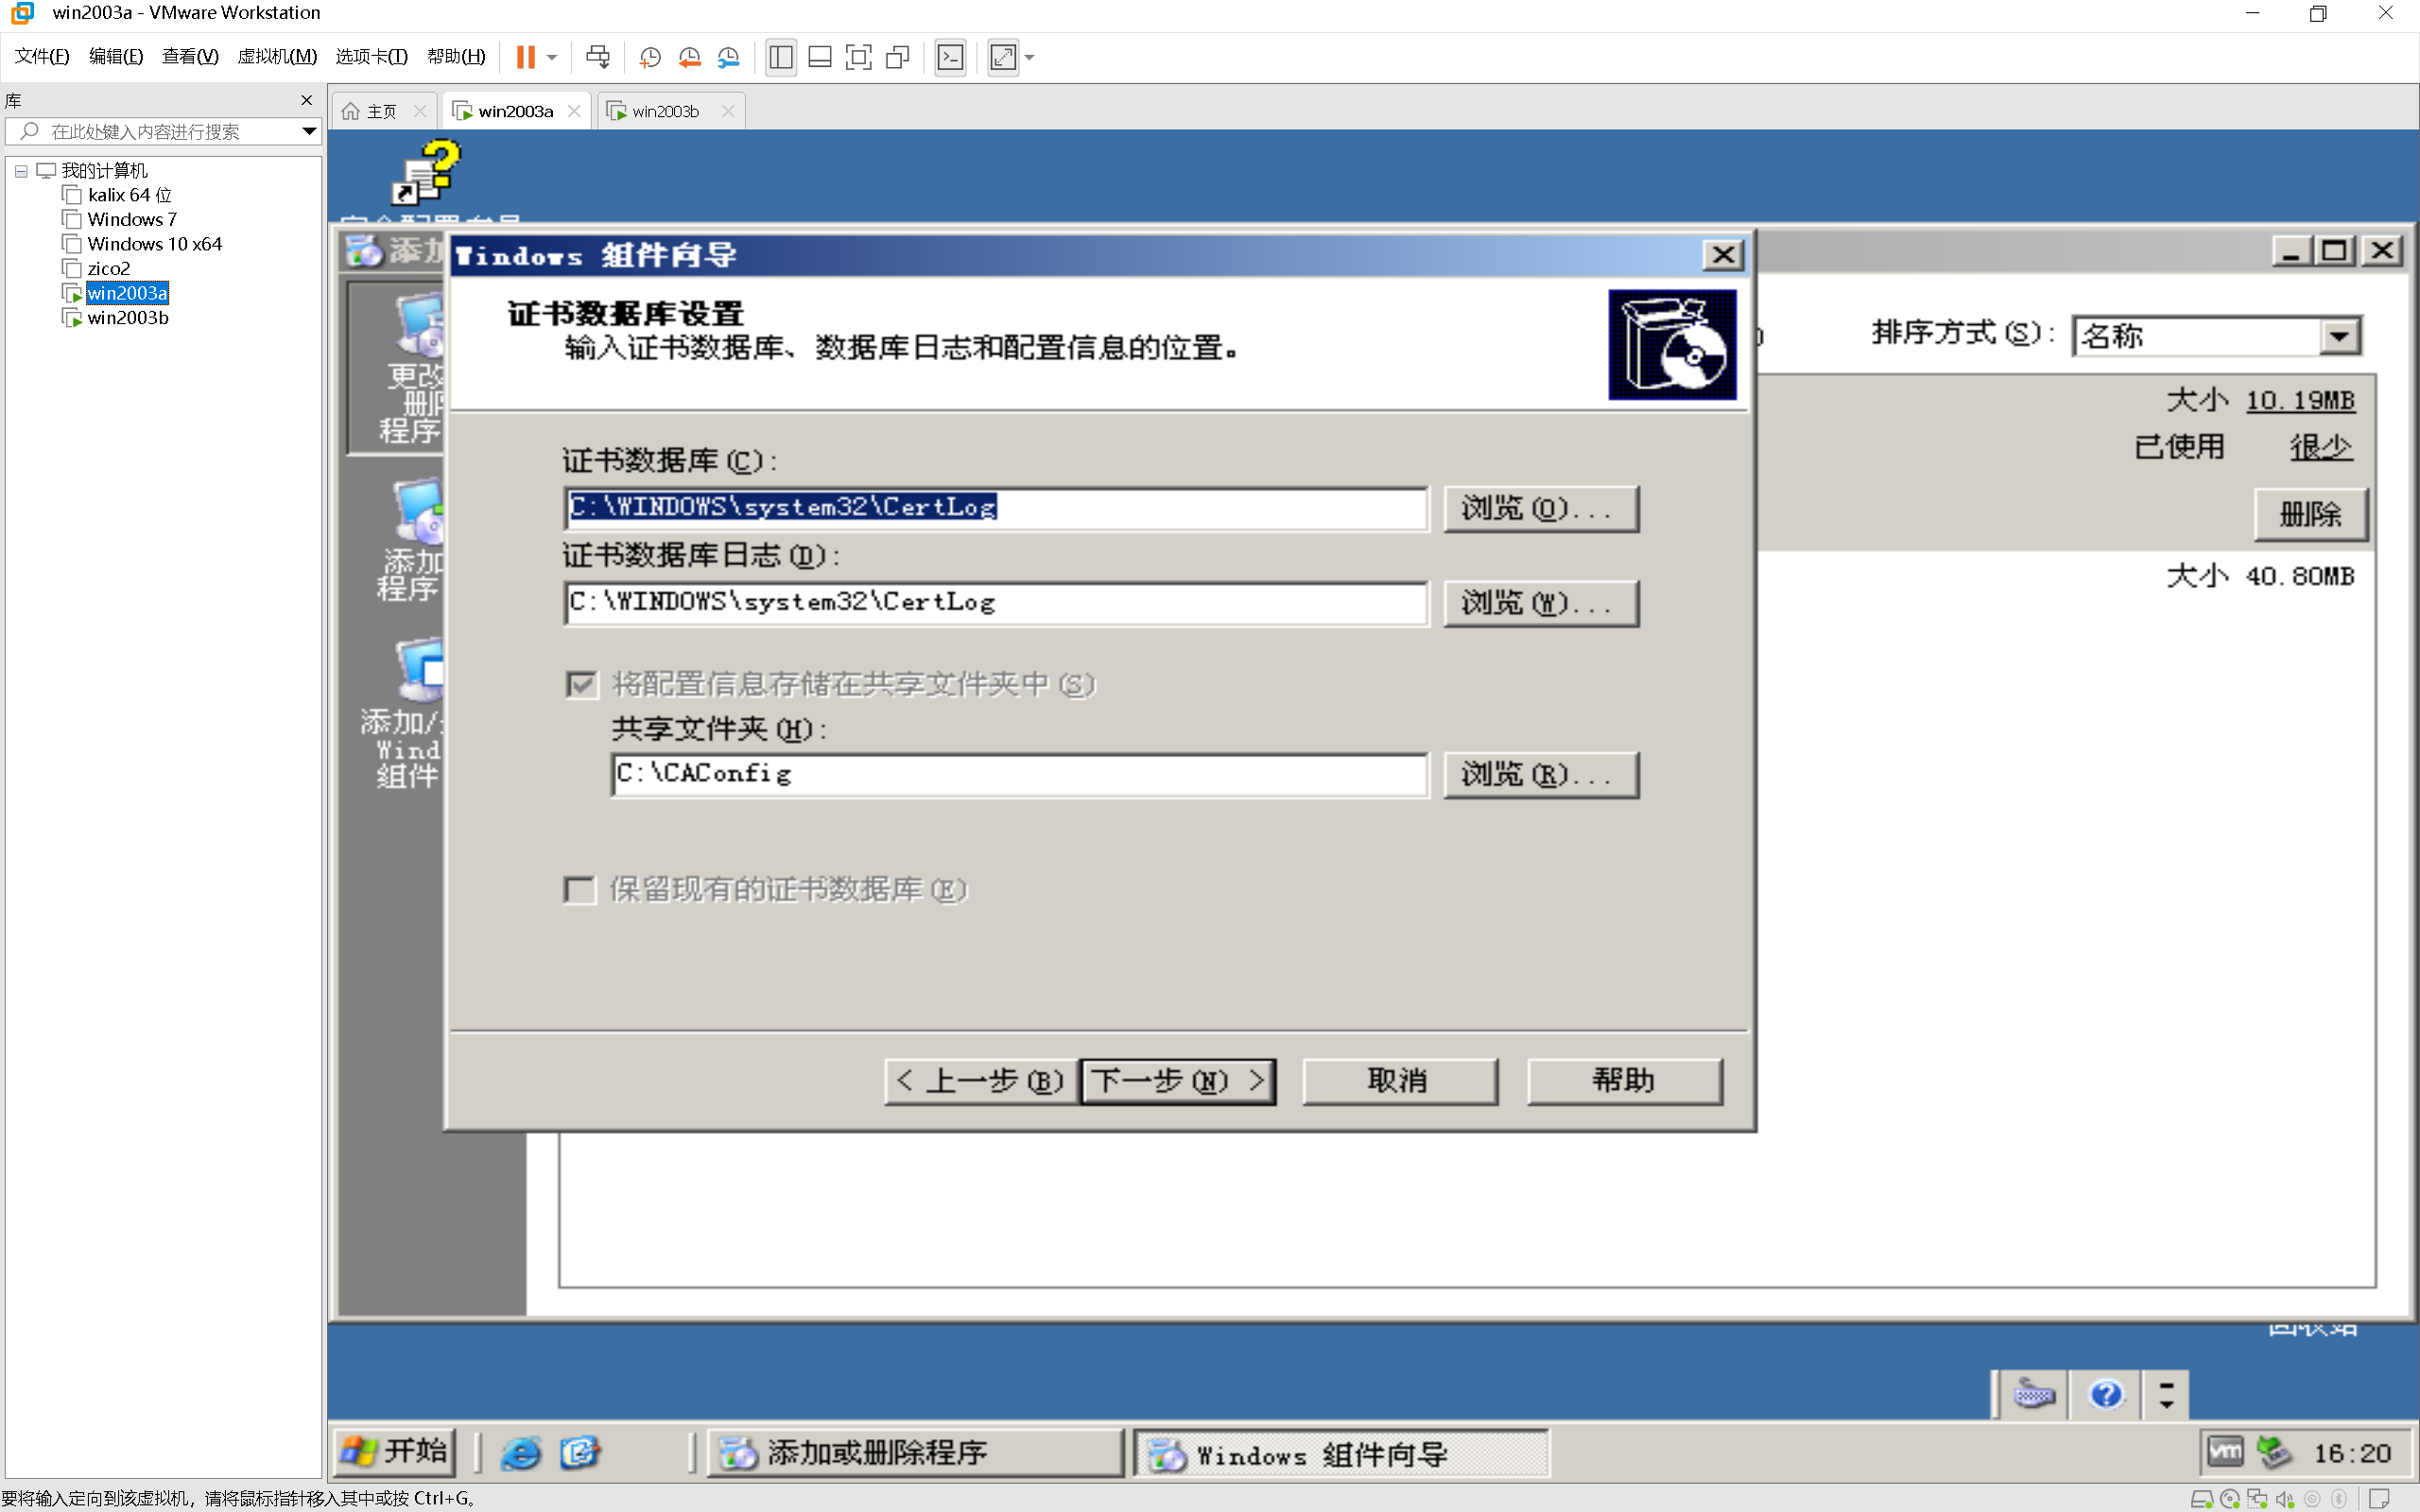 win2003a - VMware Workstation
文件(F) 编辑(E) 查看(V) 虚拟机(M) 选项卡(T) 帮助(H)
库
在此处键入内容进行搜索
我的计算机
kalix 64 位
Windows 7
Windows 10 x64
zico2
win2003a
win2003b
主页 win2003a win2003b
添加
Windows 组件向导
证书数据库设置
输入证书数据库、数据库日志和配置信息的位置。
排序方式(S): 名称
更改
删除
程序
大小 10.19MB
已使用 很少
删除
大小 40.80MB
添加
程序
添加/
Wind
组件
证书数据库(C):
C:\WINDOWS\system32\CertLog
浏览(O)...
证书数据库日志(D):
C:\WINDOWS\system32\CertLog
浏览(W)...
将配置信息存储在共享文件夹中(S)
共享文件夹(H):
C:\CAConfig
浏览(R)...
保留现有的证书数据库(E)
< 上一步(B) 下一步(N) > 取消 帮助
回收站
开始 添加或删除程序 Windows 组件向导 vm 16:20
要将输入定向到该虚拟机，请将鼠标指针移入其中或按 Ctrl+G。